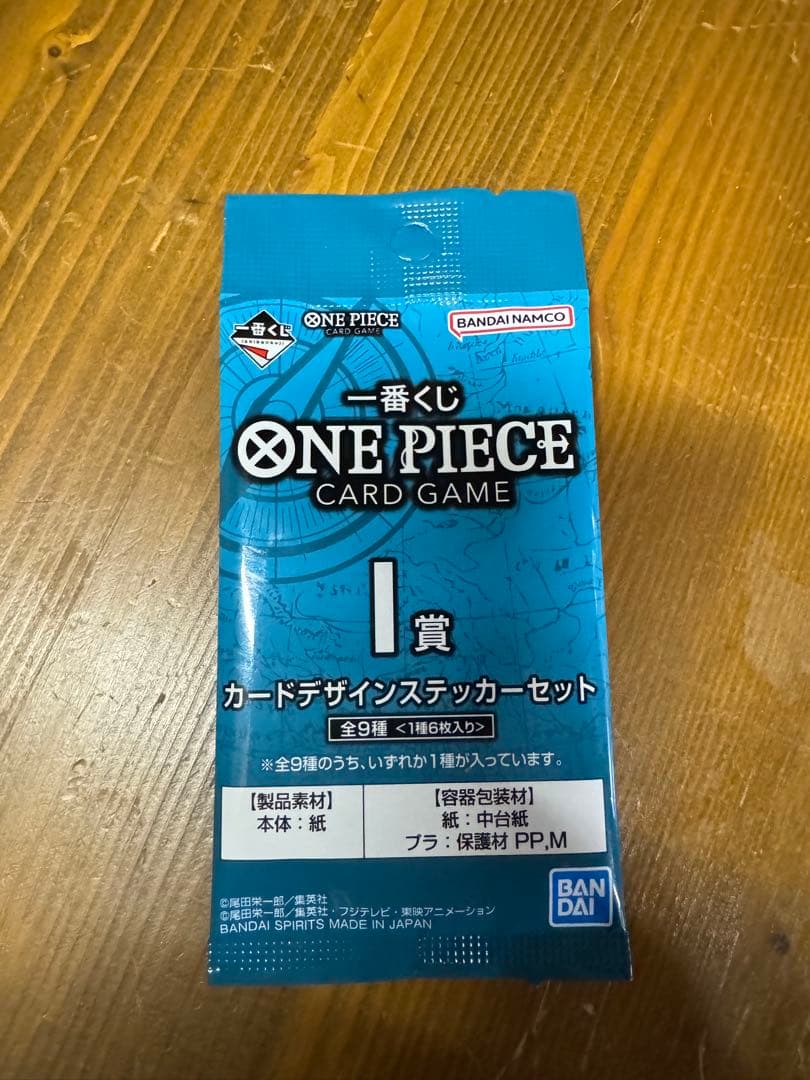 一番くじ
ONE PIECE
CARD GAME
BANDAI NAMCO
一番くじ
ONE PIECE
CARD GAME
I賞
カードデザインステッカーセット
全9種 <1種6枚入り>
※全9種のうち、いずれか1種が入っています。
【製品素材】
本体：紙
【容器包装材】
紙：中台紙
プラ：保護材 PP,M
©尾田栄一郎／集英社
©尾田栄一郎／集英社・フジテレビ・東映アニメーション
BANDAI SPIRITS MADE IN JAPAN
BAN
DAI